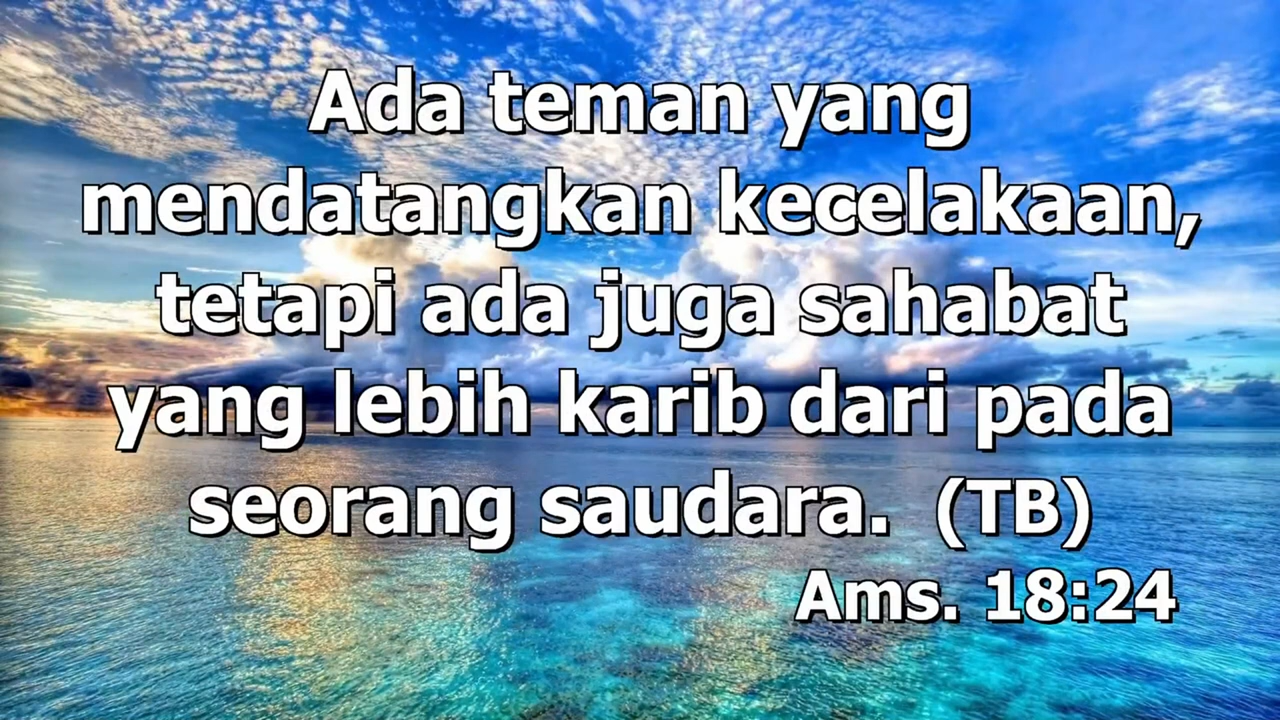 Ada teman yang
mendatangkan kecelakaan,
tetapi ada juga sahabat
yang lebih karib dari pada
seorang saudara. (TB)
Ams. 18:24